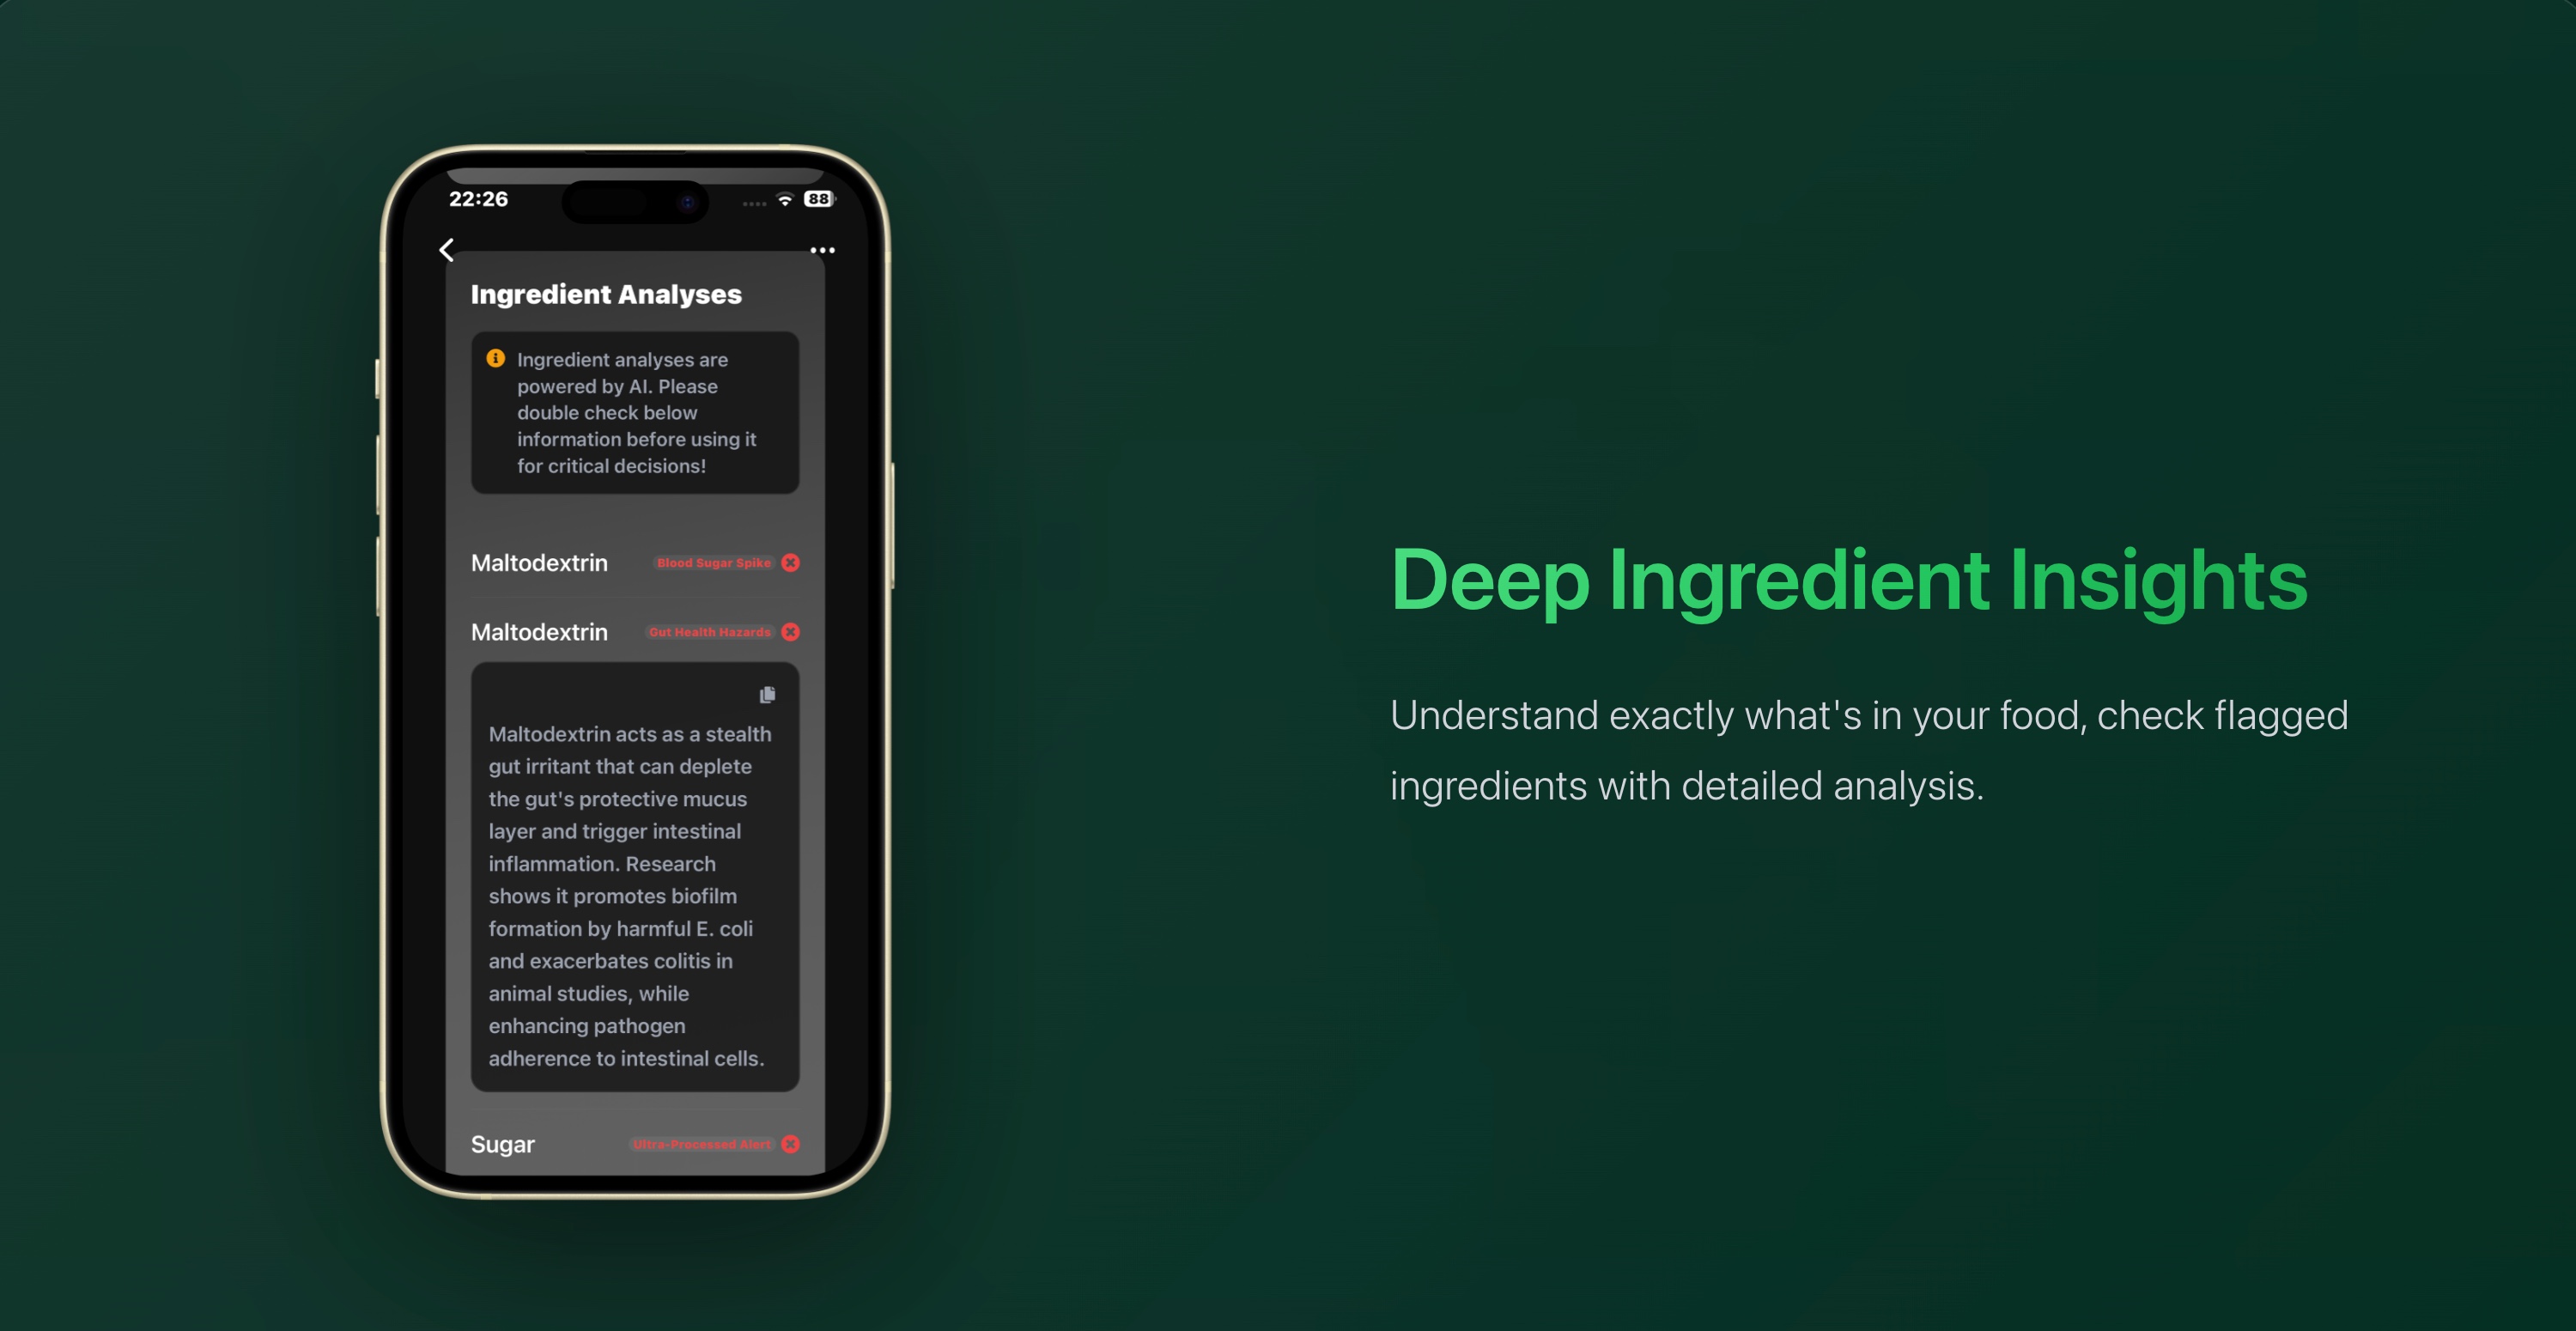 22:26
88
Ingredient Analyses
Ingredient analyses are
powered by AI. Please
double check below
information before using it
for critical decisions!
Maltodextrin Blood Sugar Spike
Maltodextrin Gut Health Hazards
Maltodextrin acts as a stealth
gut irritant that can deplete
the gut's protective mucus
layer and trigger intestinal
inflammation. Research
shows it promotes biofilm
formation by harmful E. coli
and exacerbates colitis in
animal studies, while
enhancing pathogen
adherence to intestinal cells.
Sugar Ultra-Processed Alert
Deep Ingredient Insights
Understand exactly what's in your food, check flagged
ingredients with detailed analysis.